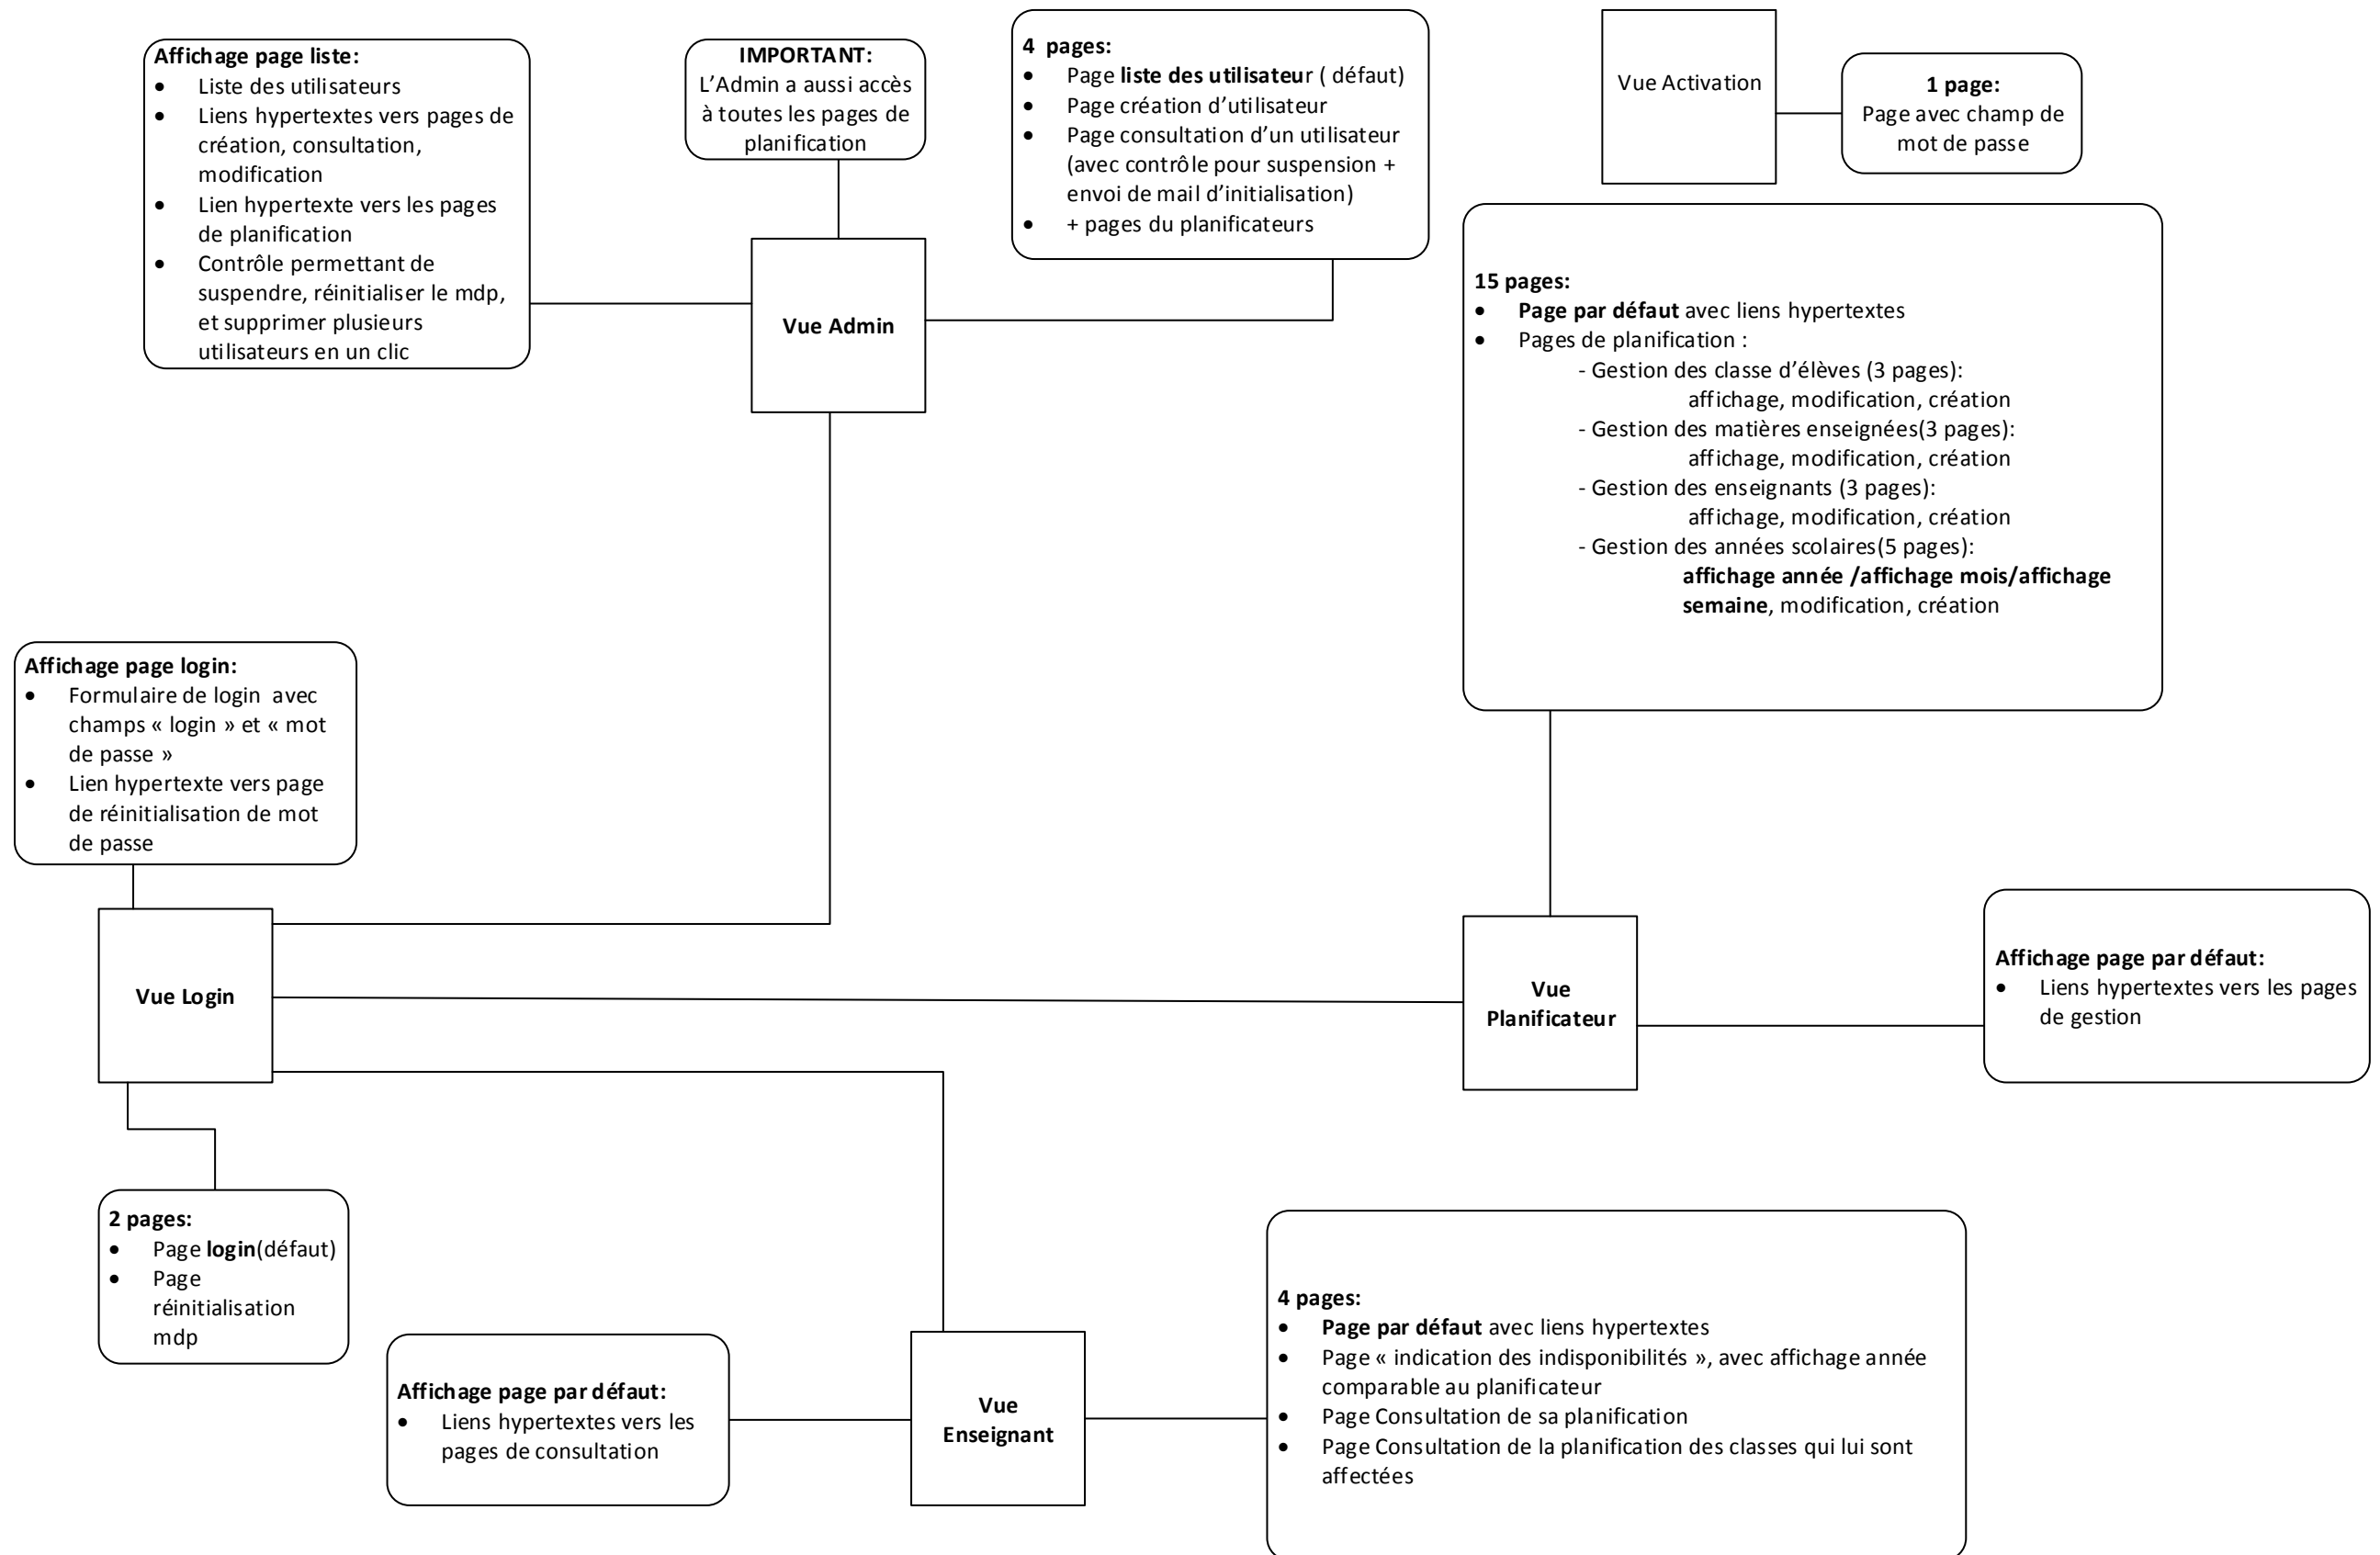 Affichage page liste:
• Liste des utilisateurs
• Liens hypertextes vers pages de
création, consultation,
modification
• Lien hypertexte vers les pages
de planification
• Contrôle permettant de
suspendre, réinitialiser le mdp,
et supprimer plusieurs
utilisateurs en un clic
IMPORTANT:
L’Admin a aussi accès
à toutes les pages de
planification
4 pages:
• Page liste des utilisateur ( défaut)
• Page création d’utilisateur
• Page consultation d’un utilisateur
(avec contrôle pour suspension +
envoi de mail d’initialisation)
• + pages du planificateurs
Vue Activation
1 page:
Page avec champ de
mot de passe
Vue Admin
15 pages:
• Page par défaut avec liens hypertextes
• Pages de planification :
- Gestion des classe d’élèves (3 pages):
affichage, modification, création
- Gestion des matières enseignées(3 pages):
affichage, modification, création
- Gestion des enseignants (3 pages):
affichage, modification, création
- Gestion des années scolaires(5 pages):
affichage année /affichage mois/affichage
semaine, modification, création
Affichage page login:
• Formulaire de login avec
champs « login » et « mot
de passe »
• Lien hypertexte vers page
de réinitialisation de mot
de passe
Vue Login
Vue
Planificateur
Affichage page par défaut:
• Liens hypertextes vers les pages
de gestion
2 pages:
• Page login(défaut)
• Page
réinitialisation
mdp
Affichage page par défaut:
• Liens hypertextes vers les
pages de consultation
Vue
Enseignant
4 pages:
• Page par défaut avec liens hypertextes
• Page « indication des indisponibilités », avec affichage année
comparable au planificateur
• Page Consultation de sa planification
• Page Consultation de la planification des classes qui lui sont
affectées